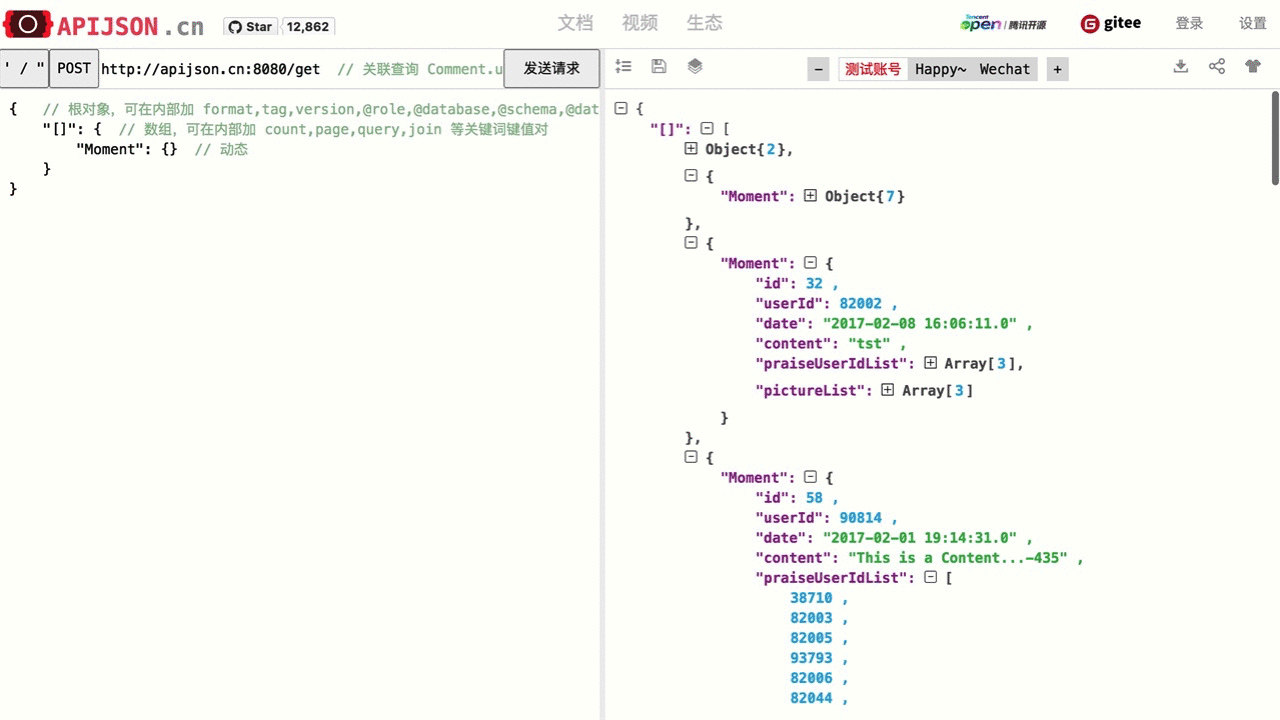 APIJSON.cn
Star 12,862
文档 视频 生态
Tencent Open | 腾讯开源
gitee
登录 设置
' / " POST http://apijson.cn:8080/get // 关联查询 Comment.u 发送请求
− 测试账号 Happy~ Wechat +
{ // 根对象，可在内部加 format,tag,version,@role,@database,@schema,@dat
"[]": { // 数组，可在内部加 count,page,query,join 等关键词键值对
"Moment": {} // 动态
}
}
{
"[]": [
Object{2},
{
"Moment": Object{7}
},
{
"Moment": {
"id": 32 ,
"userId": 82002 ,
"date": "2017-02-08 16:06:11.0" ,
"content": "tst" ,
"praiseUserIdList": Array[3],
"pictureList": Array[3]
}
},
{
"Moment": {
"id": 58 ,
"userId": 90814 ,
"date": "2017-02-01 19:14:31.0" ,
"content": "This is a Content...-435" ,
"praiseUserIdList": [
38710 ,
82003 ,
82005 ,
93793 ,
82006 ,
82044 ,